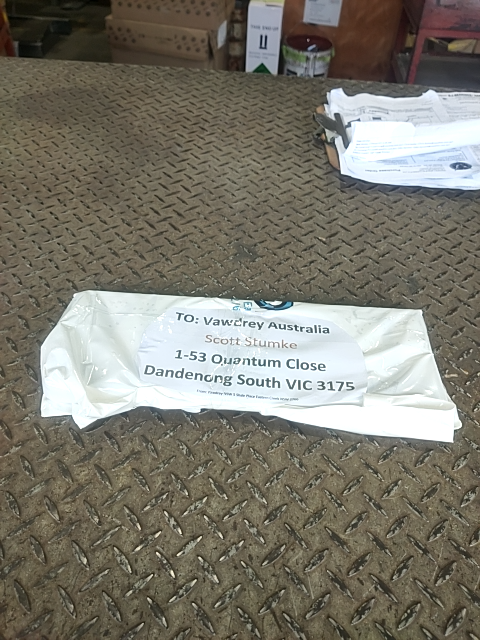 TO: Vawdrey Australia
Scott Stumke
1-53 Quantum Close
Dandenong South VIC 3175